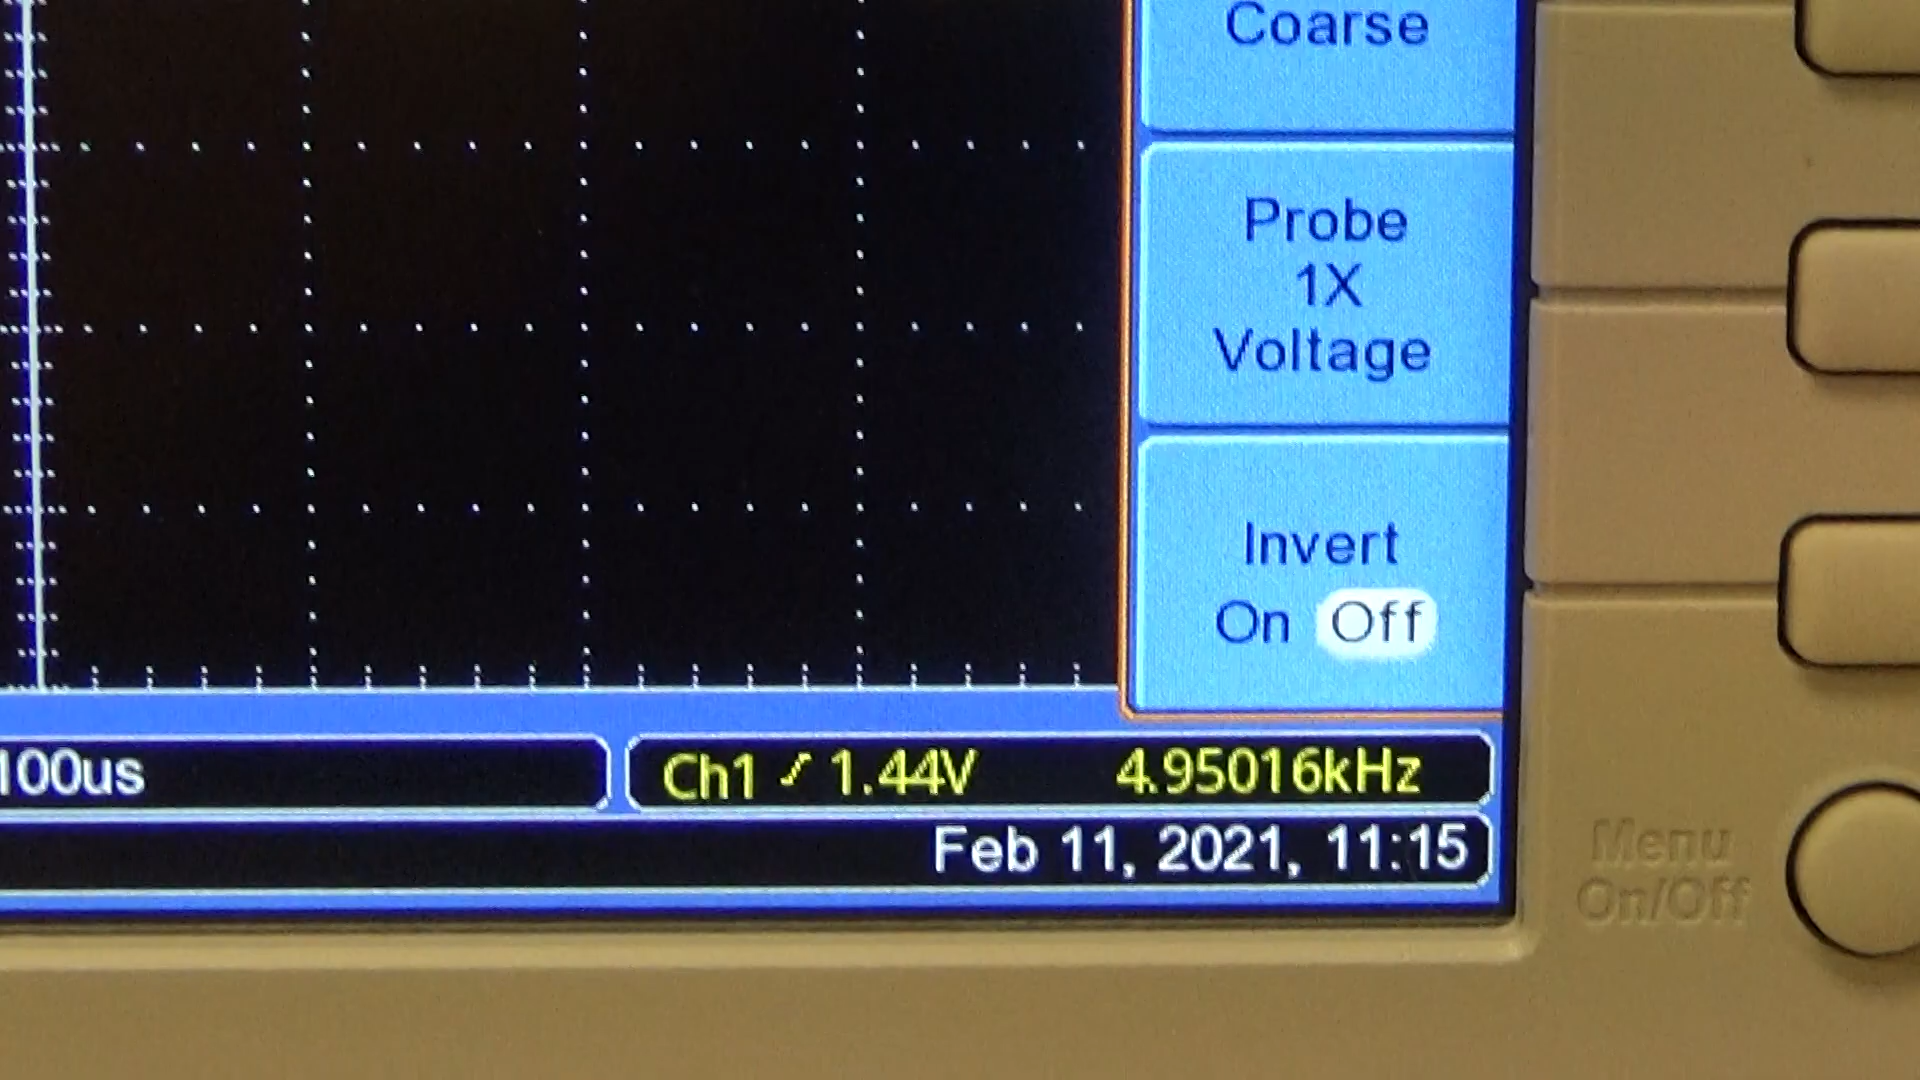 Coarse
Probe
1X
Voltage
Invert
On Off
100us
Ch1 1.44V 4.95016kHz
Feb 11, 2021, 11:15
Menu
On/Off